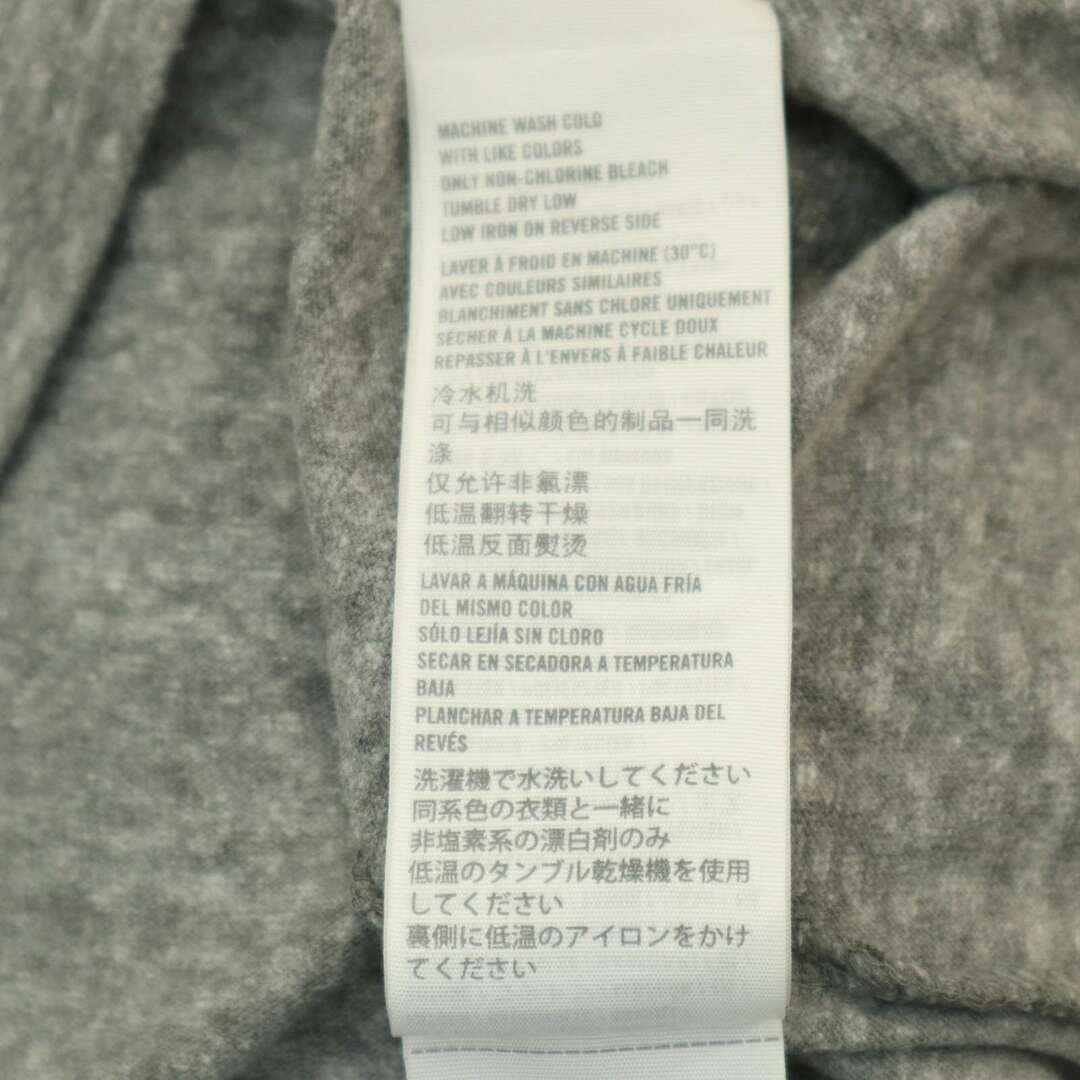 MACHINE WASH COLD
WITH LIKE COLORS
ONLY NON-CHLORINE BLEACH
TUMBLE DRY LOW
LOW IRON ON REVERSE SIDE
LAVER À FROID EN MACHINE (30°C)
AVEC COULEURS SIMILAIRES
BLANCHIMENT SANS CHLORE UNIQUEMENT
SÉCHER À LA MACHINE CYCLE DOUX
REPASSER À L'ENVERS À FAIBLE CHALEUR
冷水机洗
可与相似颜色的制品一同洗
涤
仅允许非氯漂
低温翻转干燥
低温反面熨烫
LAVAR A MÁQUINA CON AGUA FRÍA
DEL MISMO COLOR
SÓLO LEJÍA SIN CLORO
SECAR EN SECADORA A TEMPERATURA
BAJA
PLANCHAR A TEMPERATURA BAJA DEL
REVÉS
洗濯機で水洗いしてください
同系色の衣類と一緒に
非塩素系の漂白剤のみ
低温のタンブル乾燥機を使用
してください
裏側に低温のアイロンをかけ
てください